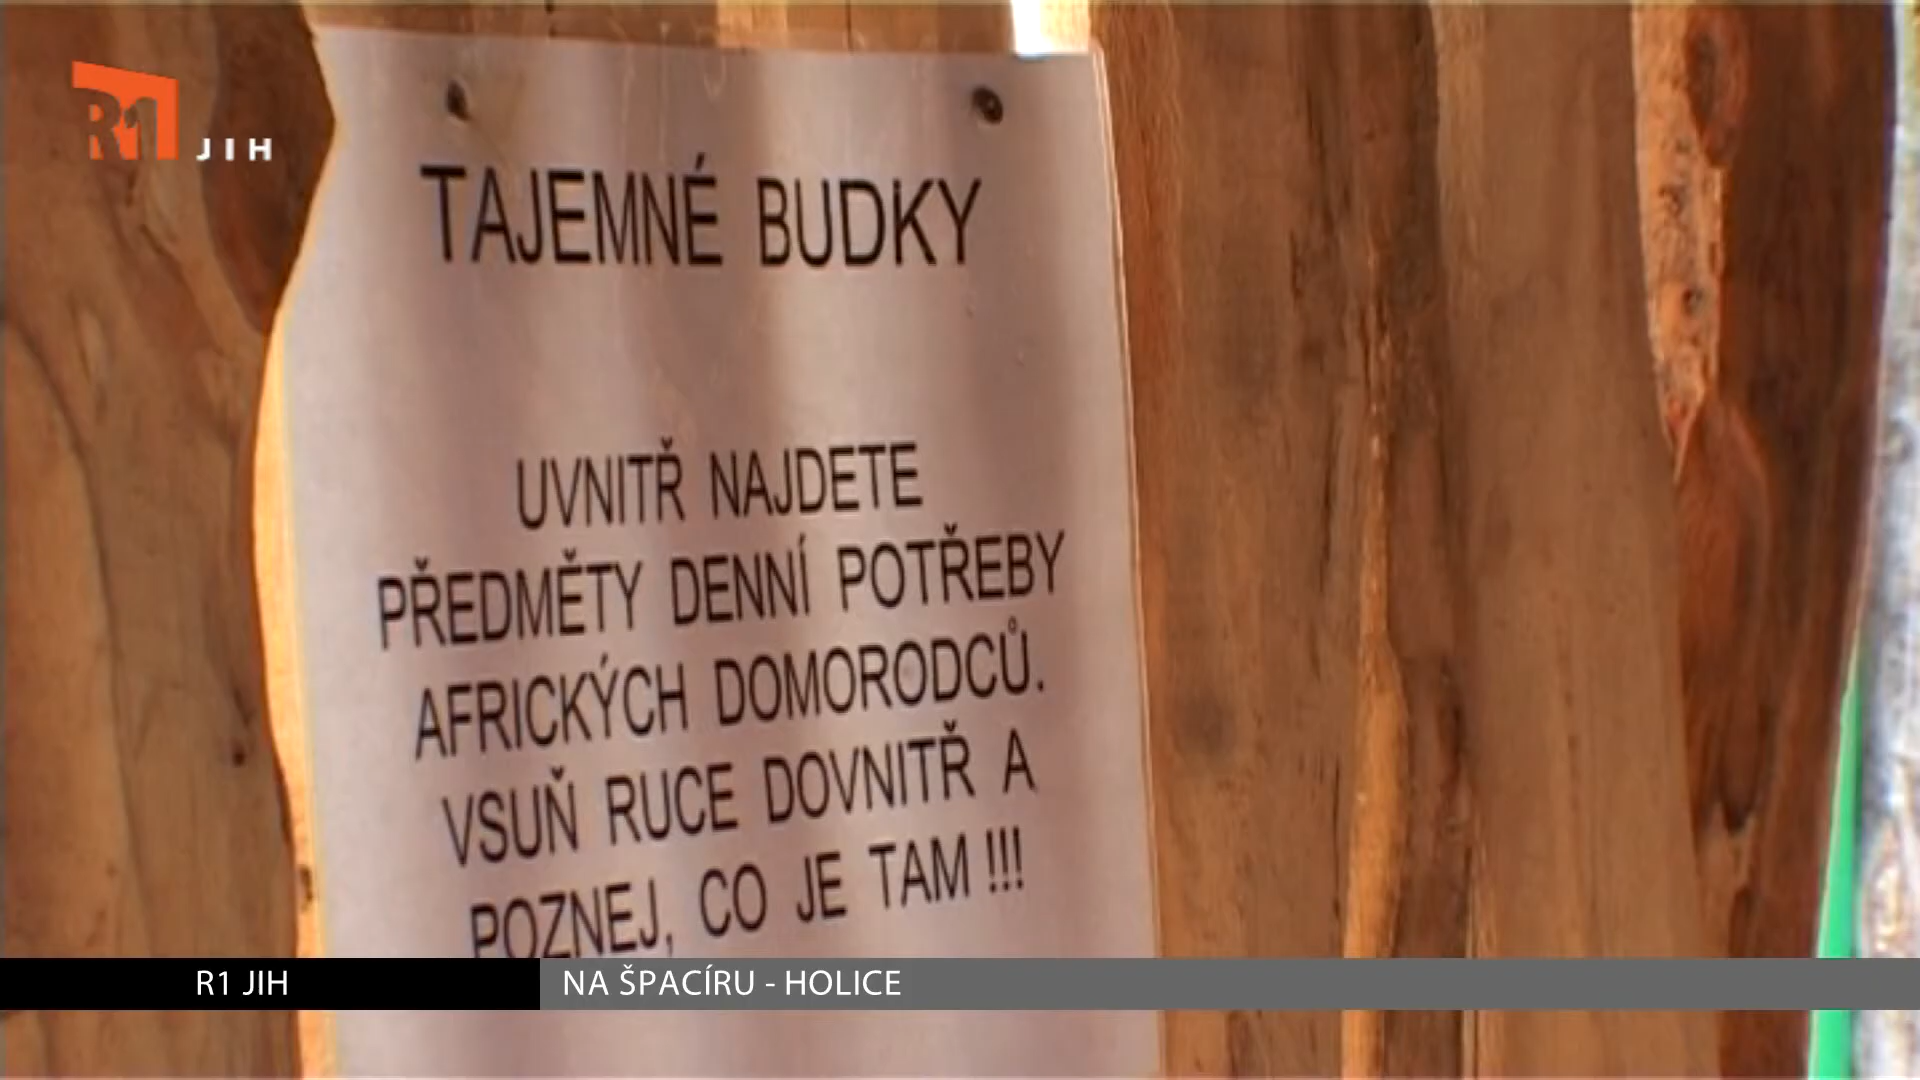 R1 JIH
TAJEMNÉ BUDKY
UVNITŘ NAJDETE
PŘEDMĚTY DENNÍ POTŘEBY
AFRICKÝCH DOMORODCŮ.
VSUŇ RUCE DOVNITŘ A
POZNEJ, CO JE TAM !!!
R1 JIH
NA ŠPACÍRU - HOLICE